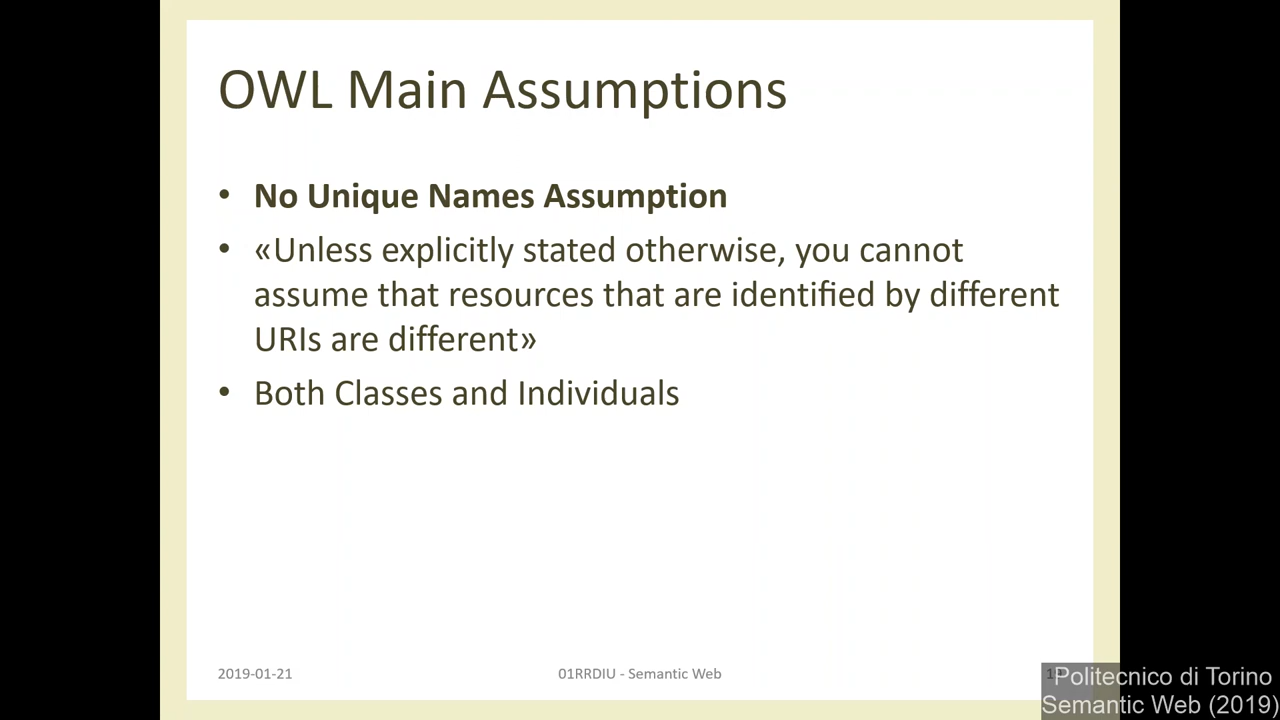 OWL Main Assumptions
• No Unique Names Assumption
• «Unless explicitly stated otherwise, you cannot
assume that resources that are identified by different
URIs are different»
• Both Classes and Individuals
2019-01-21
01RRDIU - Semantic Web
Politecnico di Torino
Semantic Web (2019)